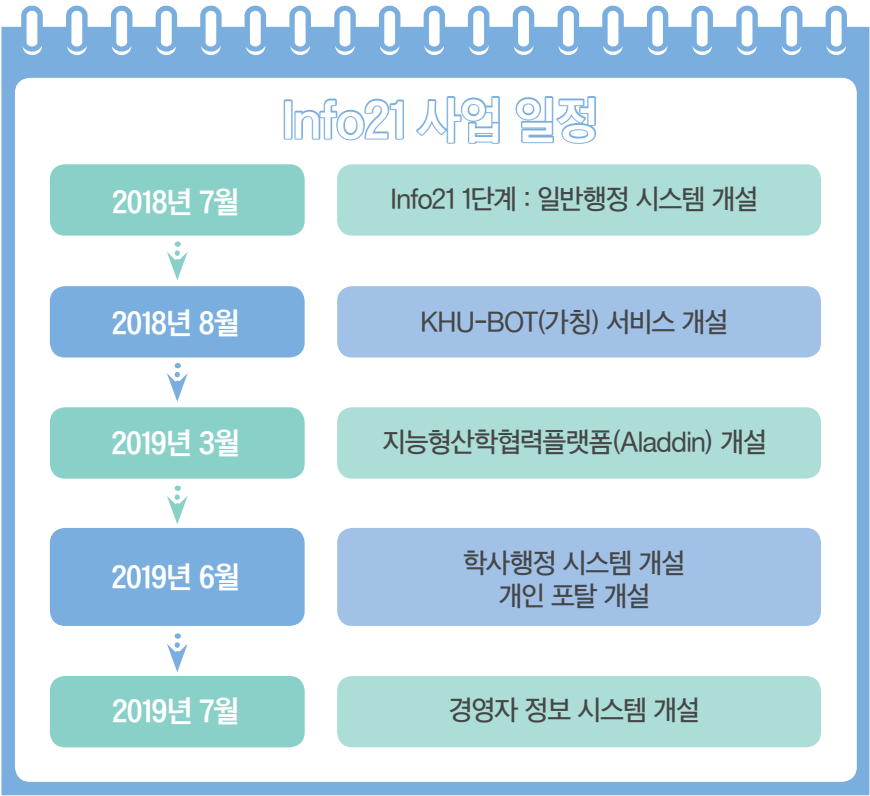 Info21 사업 일정
2018년 7월
Info21 1단계 : 일반행정 시스템 개설
2018년 8월
KHU-BOT(가칭) 서비스 개설
2019년 3월
지능형산학협력플랫폼(Aladdin) 개설
2019년 6월
학사행정 시스템 개설
개인 포탈 개설
2019년 7월
경영자 정보 시스템 개설